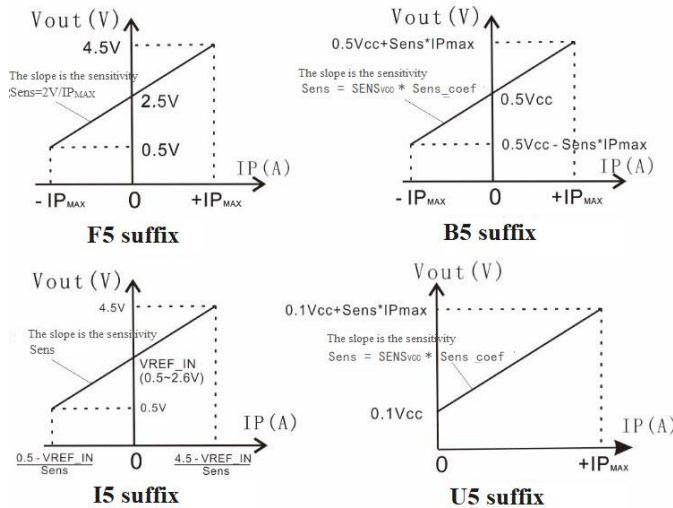 Vout(V)
4.5V
The slope is the sensitivity
Sens=2V/IPMAX
2.5V
0.5V
IP(A)
- IPMAX
0
+IPMAX
F5 suffix
Vout(V)
0.5Vcc+Sens*IPmax
The slope is the sensitivity
Sens = SENSvcc * Sens_coef
0.5Vcc
0.5Vcc - Sens*IPmax
IP(A)
- IPMAX
0
+IPMAX
B5 suffix
Vout(V)
4.5V
The slope is the sensitivity
Sens
VREF_IN
(0.5~2.6V)
0.5V
IP(A)
0.5 - VREF_IN
Sens
0
4.5 - VREF_IN
Sens
I5 suffix
Vout(V)
0.1Vcc+Sens*IPmax
The slope is the sensitivity
Sens = SENSvcc * Sens_coef
0.1Vcc
IP(A)
0
+IPMAX
U5 suffix